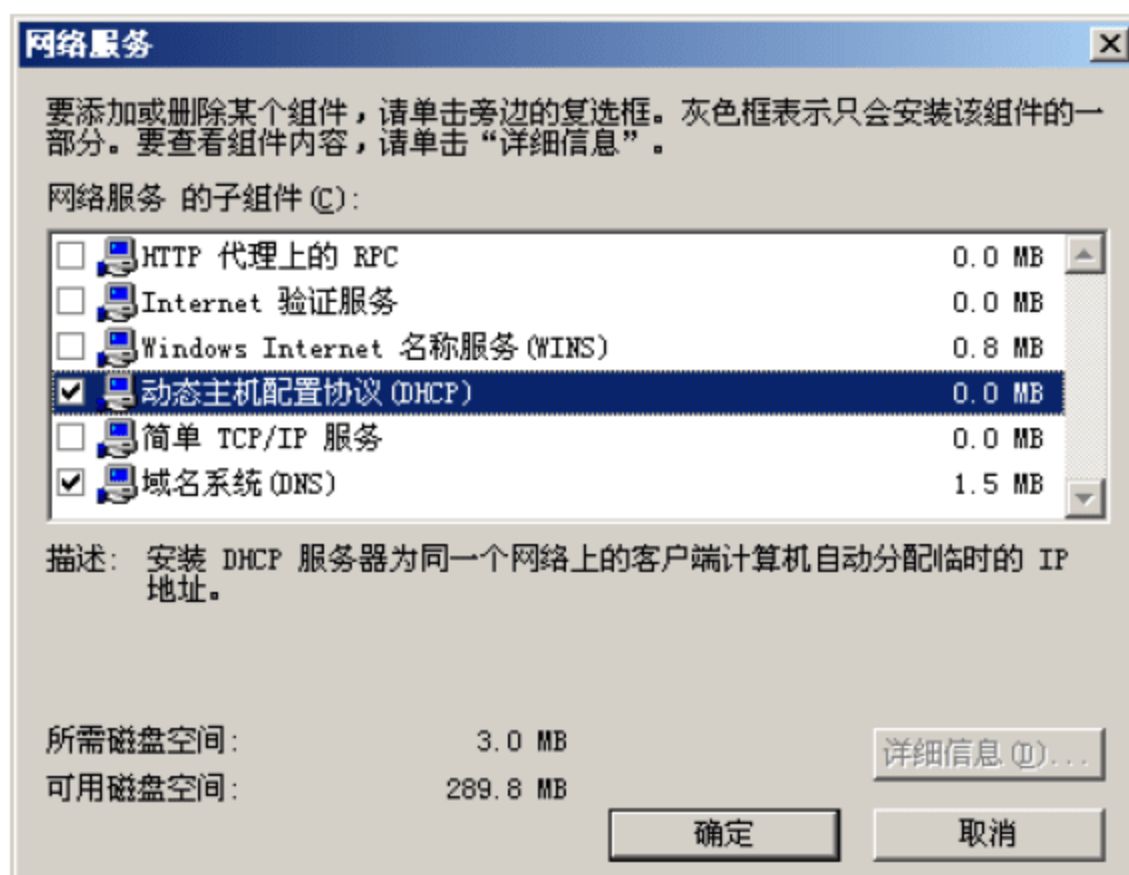 网络服务
要添加或删除某个组件，请单击旁边的复选框。灰色框表示只会安装该组件的一
部分。要查看组件内容，请单击“详细信息”。
网络服务 的子组件(C):
HTTP 代理上的 RPC 0.0 MB
Internet 验证服务 0.0 MB
Windows Internet 名称服务(WINS) 0.8 MB
动态主机配置协议(DHCP) 0.0 MB
简单 TCP/IP 服务 0.0 MB
域名系统(DNS) 1.5 MB
描述: 安装 DHCP 服务器为同一个网络上的客户端计算机自动分配临时的 IP
地址。
所需磁盘空间: 3.0 MB
详细信息(D)...
可用磁盘空间: 289.8 MB
确定 取消